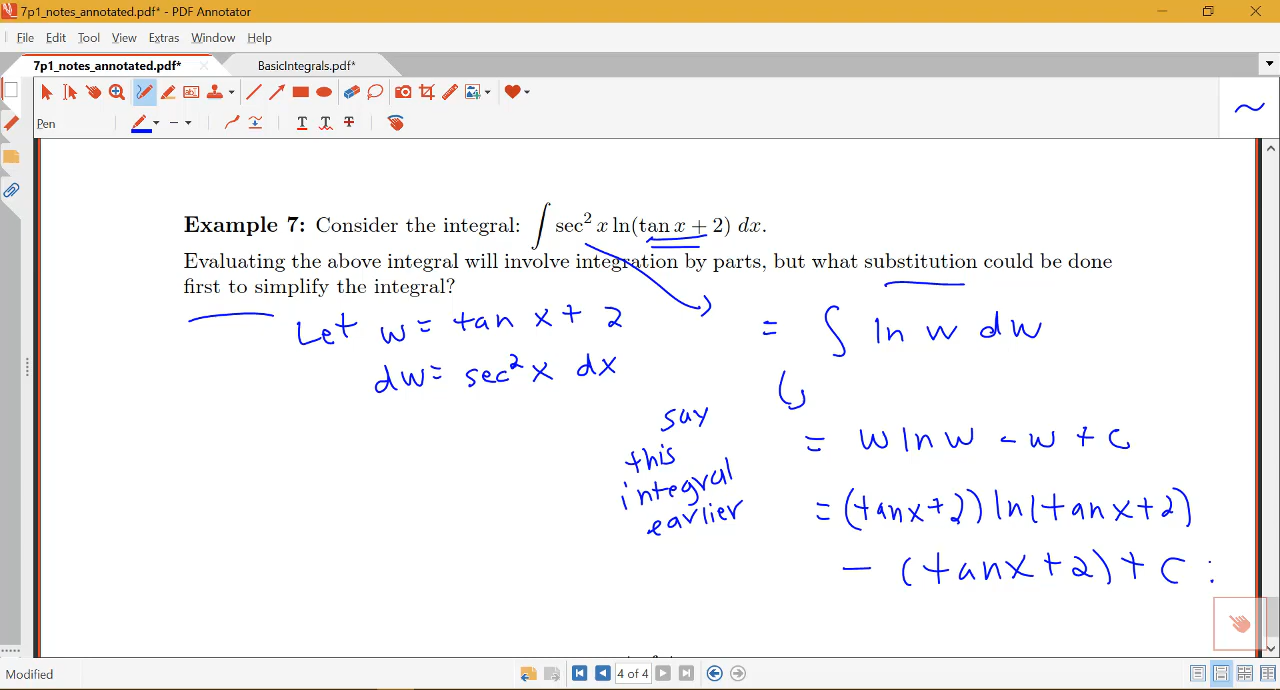 7p1_notes_annotated.pdf* - PDF Annotator
File Edit Tool View Extras Window Help
7p1_notes_annotated.pdf* BasicIntegrals.pdf*
Pen
Example 7: Consider the integral: ∫ sec² x ln(tan x + 2) dx.
Evaluating the above integral will involve integration by parts, but what substitution could be done
first to simplify the integral?
Let w = tan x + 2
dw = sec² x dx
= ∫ ln w dw
say
this
integral
earlier
= w ln w - w + C
= (tan x + 2) ln(tan x + 2)
- (tan x + 2) + C
Modified 4 of 4